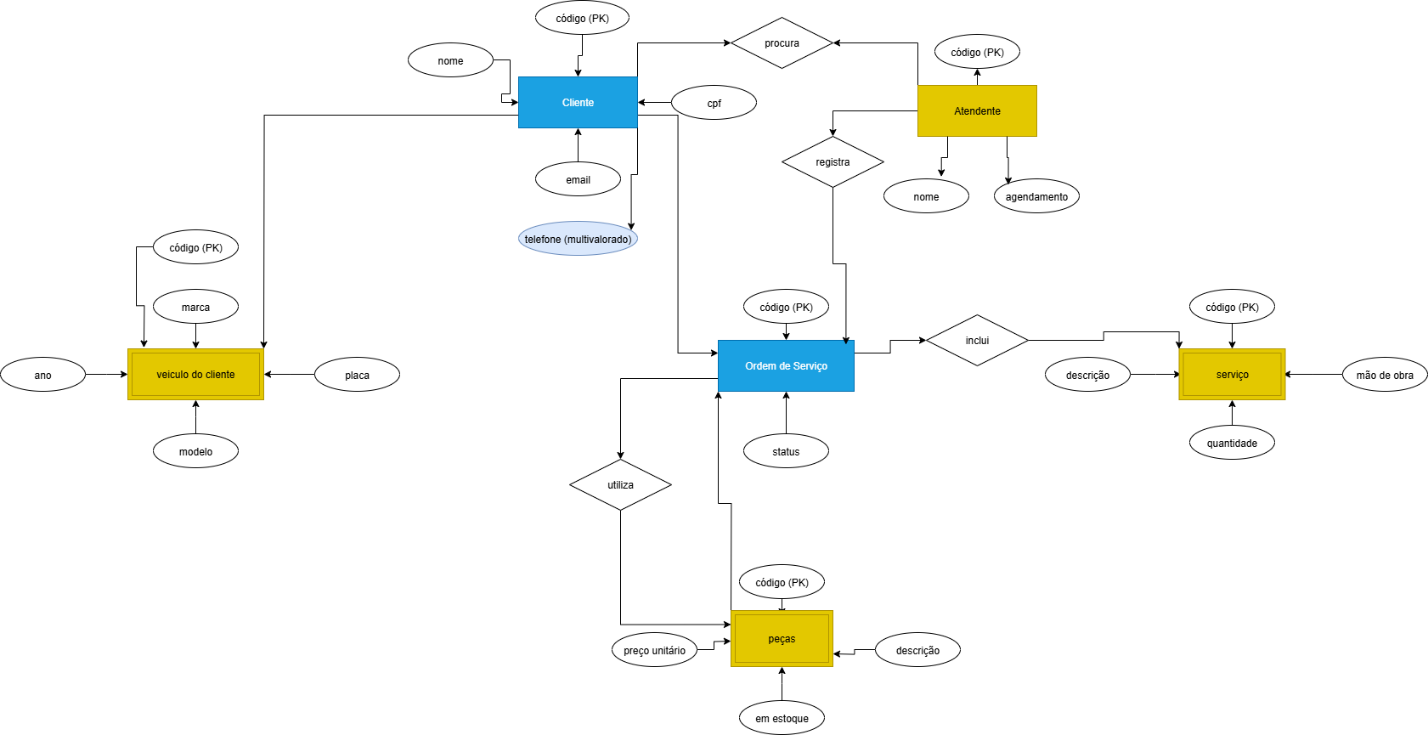 código (PK)
procura
código (PK)
nome
Cliente
cpf
Atendente
registra
email
nome
agendamento
telefone (multivalorado)
código (PK)
marca
código (PK)
código (PK)
inclui
ano
veiculo do cliente
placa
Ordem de Serviço
descrição
serviço
mão de obra
modelo
status
quantidade
utiliza
código (PK)
peças
preço unitário
descrição
em estoque